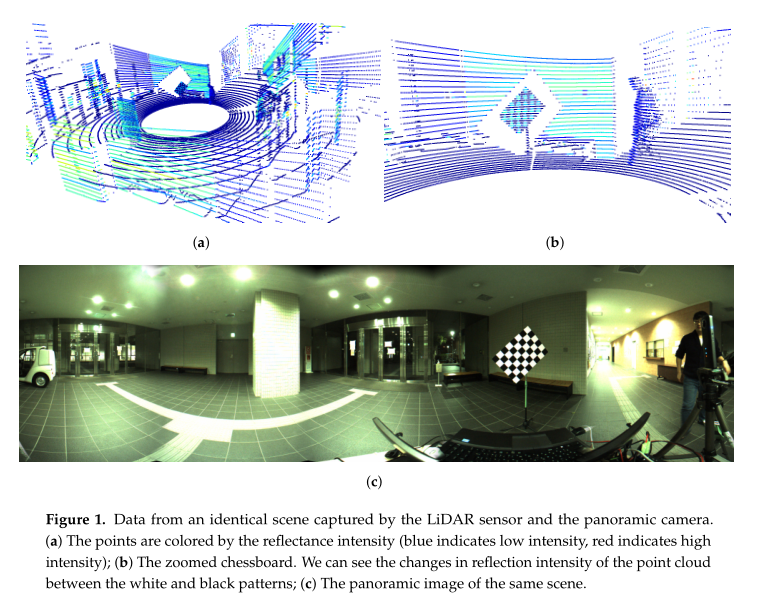 (a)
(b)
(c)
Figure 1. Data from an identical scene captured by the LiDAR sensor and the panoramic camera.
(a) The points are colored by the reflectance intensity (blue indicates low intensity, red indicates high
intensity); (b) The zoomed chessboard. We can see the changes in reflection intensity of the point cloud
between the white and black patterns; (c) The panoramic image of the same scene.